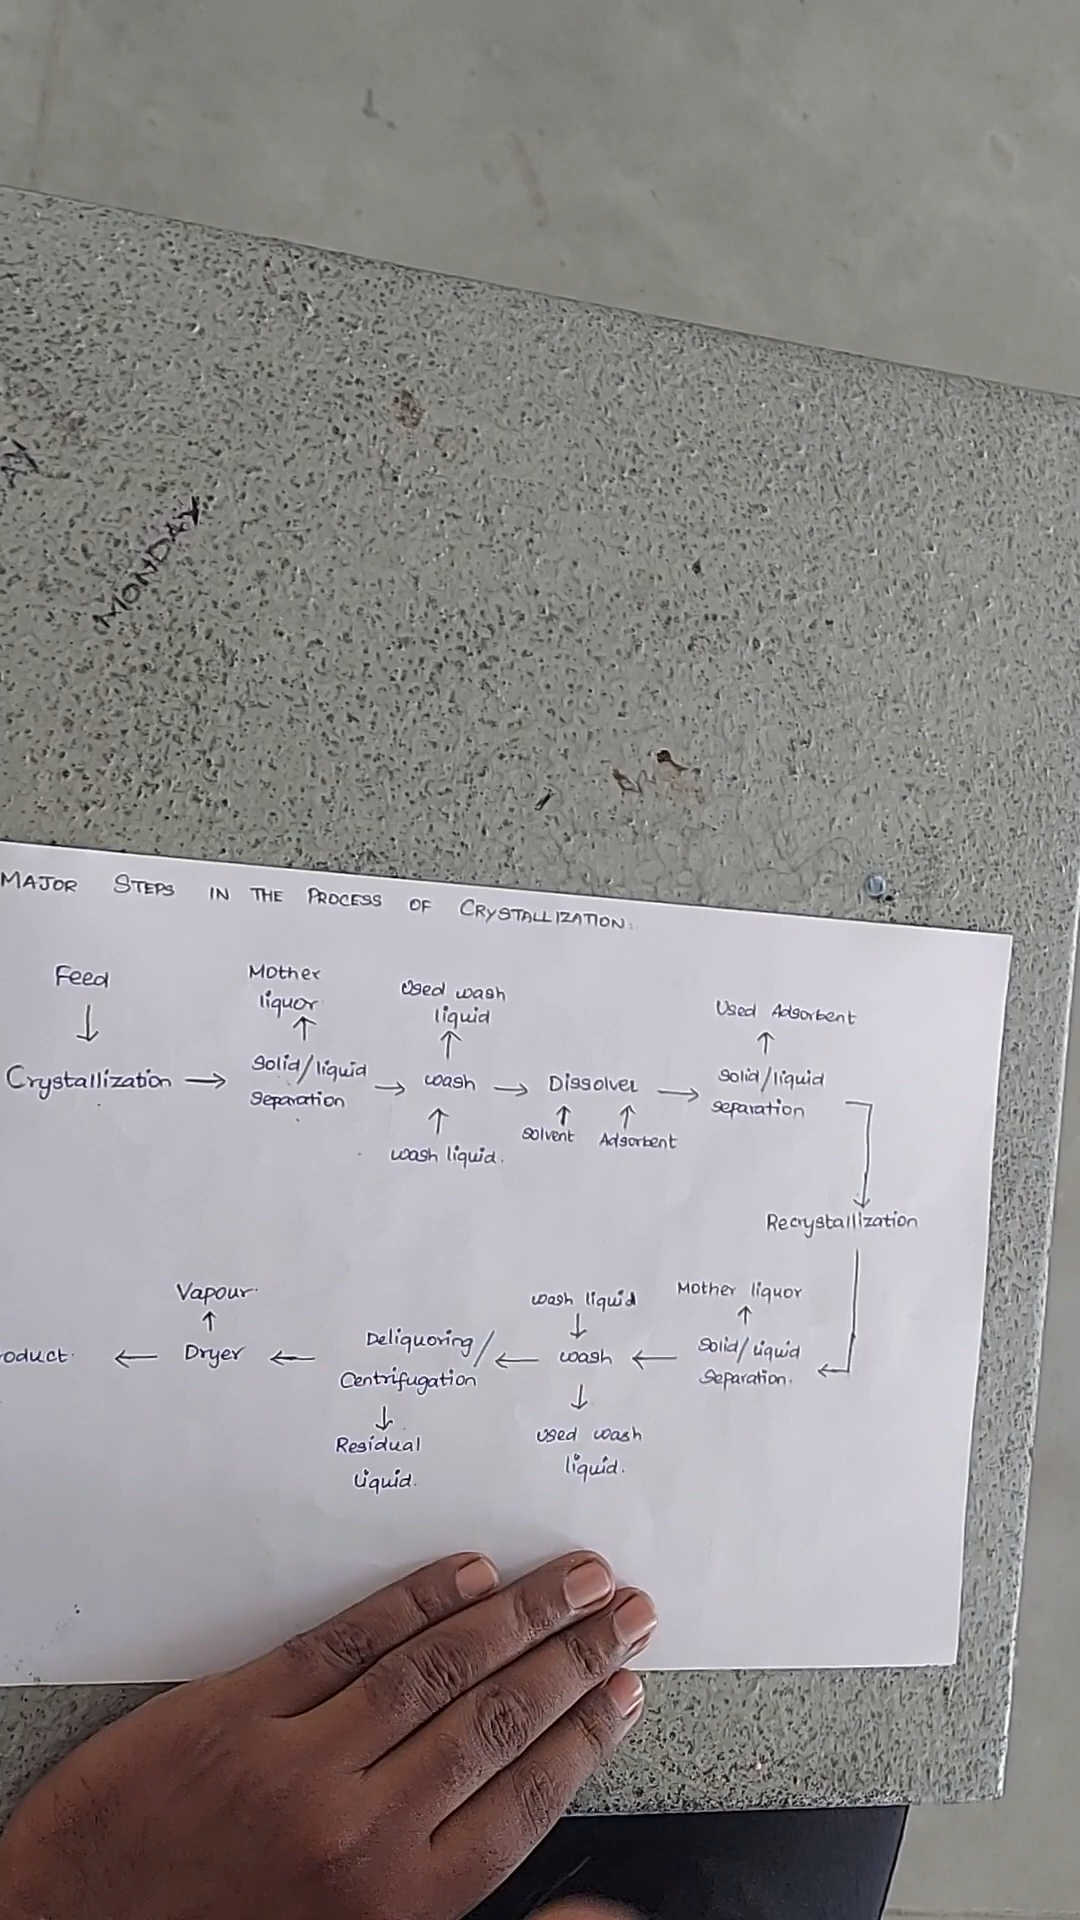 MONDAY
MAJOR STEPS IN THE PROCESS OF CRYSTALLIZATION:
Feed
Mother
liquor
Used wash
liquid
Used Adsorbent
Crystallization
Solid/liquid
Separation
wash
Dissolver
Solid/liquid
separation
wash liquid.
Solvent
Adsorbent
Recrystallization
Mother liquor
Solid/Liquid
Separation.
wash liquid
wash
used wash
liquid.
Deliquoring/
Centrifugation
Residual
Liquid.
Vapour
Dryer
oduct